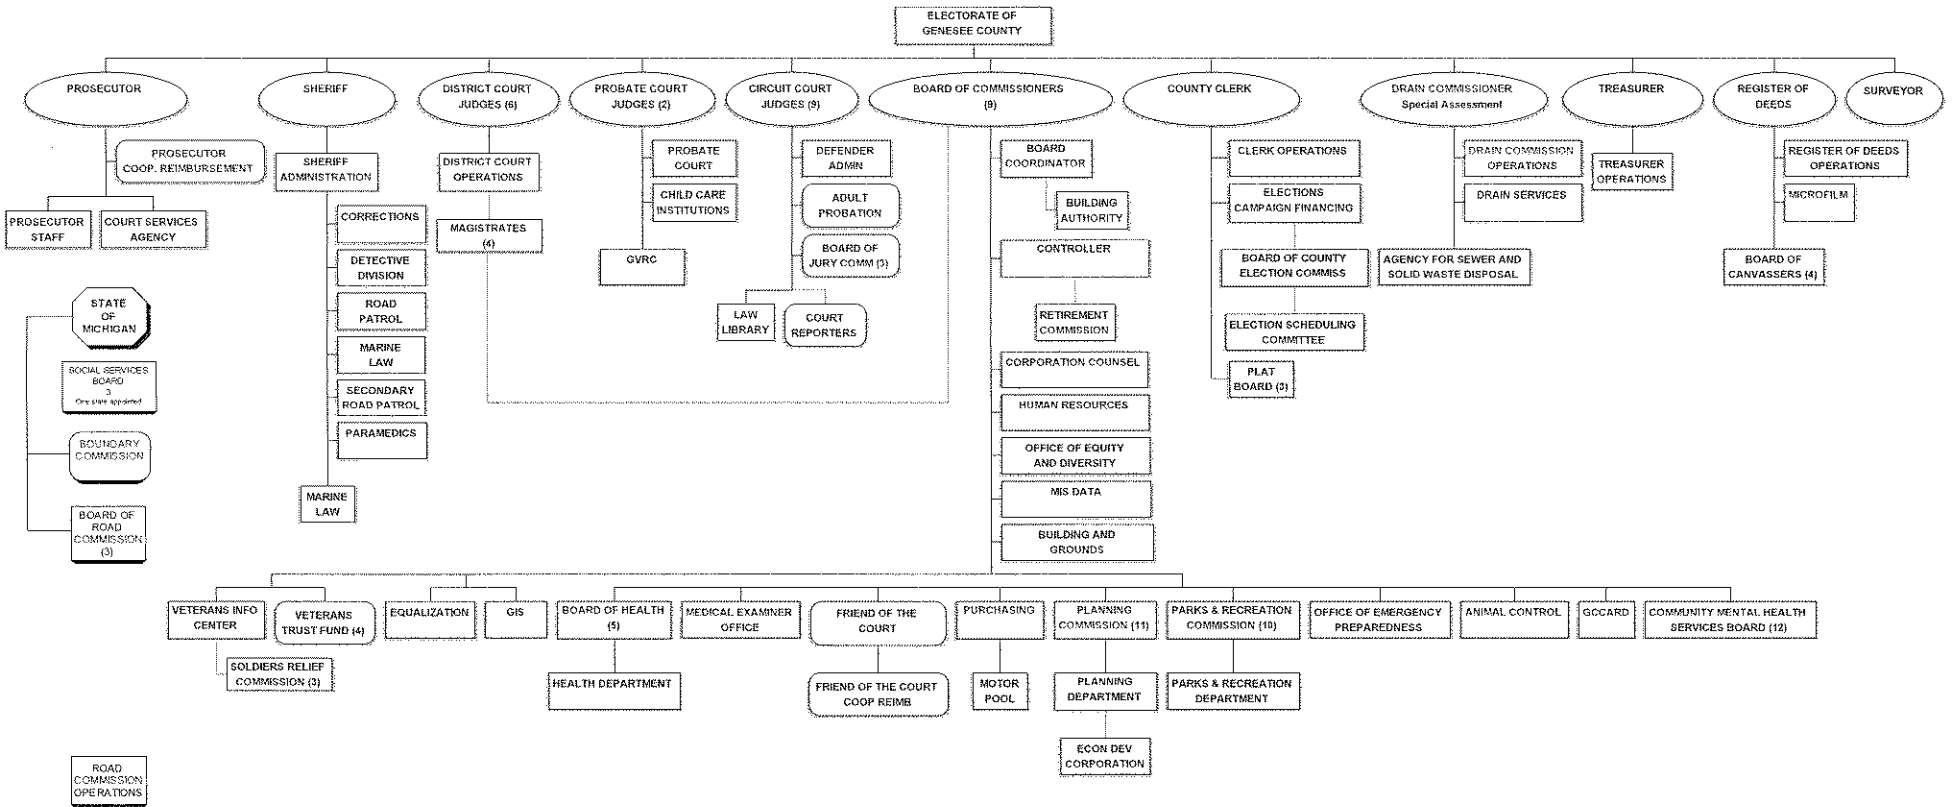 ELECTORATE OF
GENESEE COUNTY
PROSECUTOR
SHERIFF
DISTRICT COURT
JUDGES (6)
PROBATE COURT
JUDGES (2)
CIRCUIT COURT
JUDGES (9)
BOARD OF COMMISSIONERS
(9)
COUNTY CLERK
DRAIN COMMISSIONER
Special Assessment
TREASURER
REGISTER OF
DEEDS
SURVEYOR
PROSECUTOR
COOP. REIMBURSEMENT
PROSECUTOR
STAFF
COURT SERVICES
AGENCY
SHERIFF
ADMINISTRATION
CORRECTIONS
DETECTIVE
DIVISION
ROAD
PATROL
MARINE
LAW
SECONDARY
ROAD PATROL
PARAMEDICS
MARINE
LAW
DISTRICT COURT
OPERATIONS
MAGISTRATES
(4)
PROBATE
COURT
CHILD CARE
INSTITUTIONS
GVRC
DEFENDER
ADMIN
ADULT
PROBATION
BOARD OF
JURY COMM (3)
LAW
LIBRARY
COURT
REPORTERS
BOARD
COORDINATOR
BUILDING
AUTHORITY
CONTROLLER
RETIREMENT
COMMISSION
CORPORATION COUNSEL
HUMAN RESOURCES
OFFICE OF EQUITY
AND DIVERSITY
MIS DATA
BUILDING AND
GROUNDS
CLERK OPERATIONS
ELECTIONS
CAMPAIGN FINANCING
BOARD OF COUNTY
ELECTION COMMISS
ELECTION SCHEDULING
COMMITTEE
PLAT
BOARD (3)
DRAIN COMMISSION
OPERATIONS
DRAIN SERVICES
AGENCY FOR SEWER AND
SOLID WASTE DISPOSAL
TREASURER
OPERATIONS
REGISTER OF DEEDS
OPERATIONS
MICROFILM
BOARD OF
CANVASSERS (4)
STATE
OF
MICHIGAN
SOCIAL SERVICES
BOARD
3
One state appointed
BOUNDARY
COMMISSION
BOARD OF
ROAD
COMMISSION
(3)
VETERANS INFO
CENTER
VETERANS
TRUST FUND (4)
SOLDIERS RELIEF
COMMISSION (3)
EQUALIZATION
GIS
BOARD OF HEALTH
(5)
HEALTH DEPARTMENT
MEDICAL EXAMINER
OFFICE
FRIEND OF THE
COURT
FRIEND OF THE COURT
COOP REIMB
PURCHASING
MOTOR
POOL
PLANNING
COMMISSION (11)
PLANNING
DEPARTMENT
ECON DEV
CORPORATION
PARKS & RECREATION
COMMISSION (10)
PARKS & RECREATION
DEPARTMENT
OFFICE OF EMERGENCY
PREPAREDNESS
ANIMAL CONTROL
GCCARD
COMMUNITY MENTAL HEALTH
SERVICES BOARD (12)
ROAD
COMMISSION
OPERATIONS